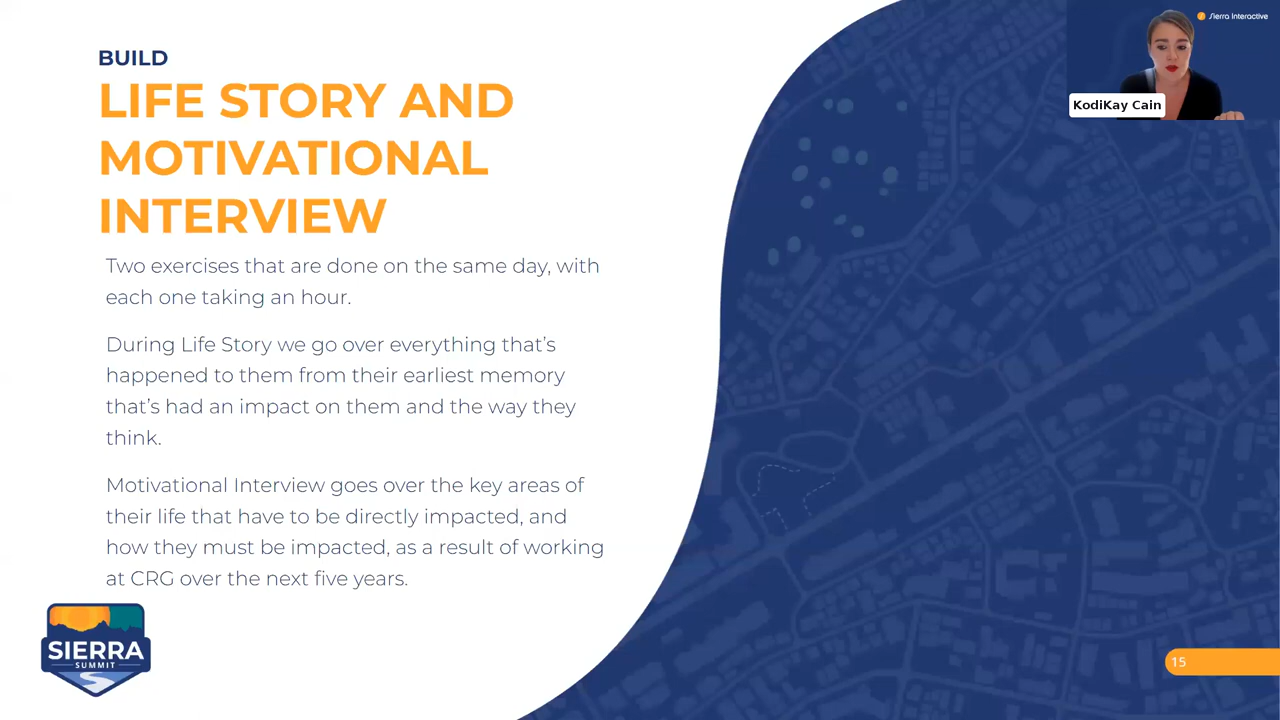 BUILD
LIFE STORY AND
MOTIVATIONAL
INTERVIEW
Two exercises that are done on the same day, with
each one taking an hour.
During Life Story we go over everything that's
happened to them from their earliest memory
that's had an impact on them and the way they
think.
Motivational Interview goes over the key areas of
their life that have to be directly impacted, and
how they must be impacted, as a result of working
at CRG over the next five years.
SIERRA
SUMMIT
Sierra Interactive
KodiKay Cain
15